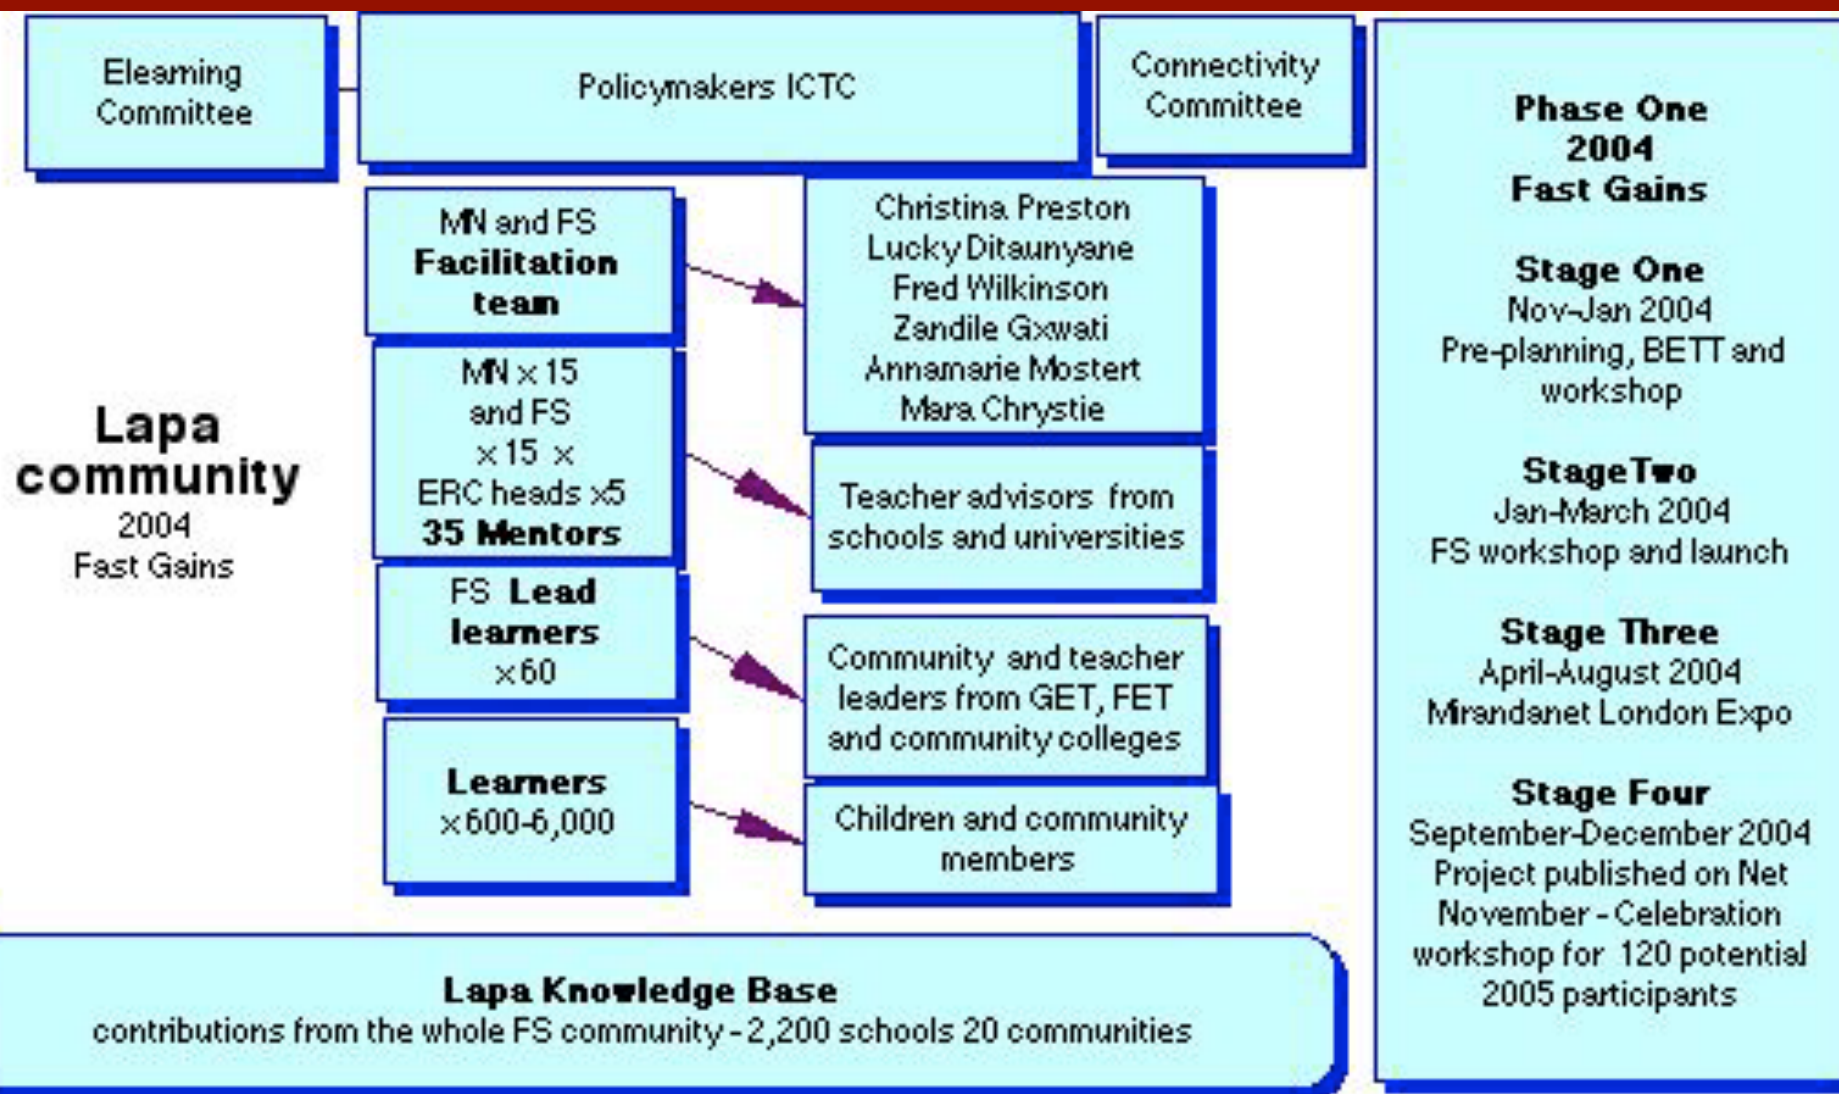 Elearning
Committee
Policymakers ICTC
Connectivity
Committee
MN and FS
Facilitation
team
Christina Preston
Lucky Ditaunyane
Fred Wilkinson
Zandile Gxwati
Annamarie Mostert
Mara Chrystie
Lapa
community
2004
Fast Gains
MN x 15
and FS
x 15 x
ERC heads x5
35 Mentors
Teacher advisors from
schools and universities
FS Lead
learners
x 60
Community and teacher
leaders from GET, FET
and community colleges
Learners
x 600-6,000
Children and community
members
Lapa Knowledge Base
contributions from the whole FS community - 2,200 schools 20 communities
Phase One
2004
Fast Gains
Stage One
Nov-Jan 2004
Pre-planning, BETT and
workshop
Stage Two
Jan-March 2004
FS workshop and launch
Stage Three
April-August 2004
Mirandanet London Expo
Stage Four
September-December 2004
Project published on Net
November - Celebration
workshop for 120 potential
2005 participants